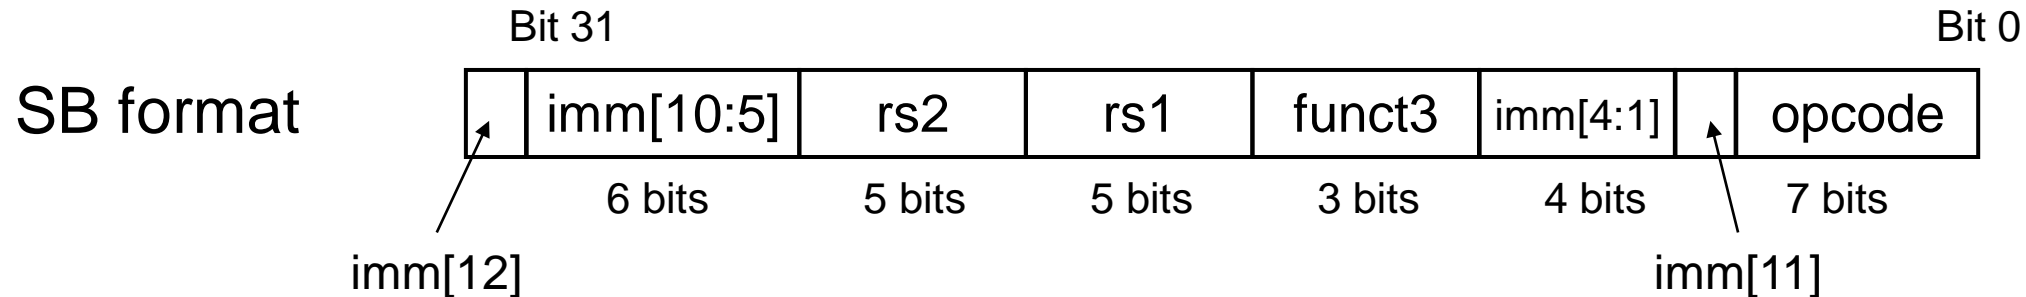 Bit 31 Bit 0
SB format imm[10:5] rs2 rs1 funct3 imm[4:1] opcode
6 bits 5 bits 5 bits 3 bits 4 bits 7 bits
imm[12] imm[11]